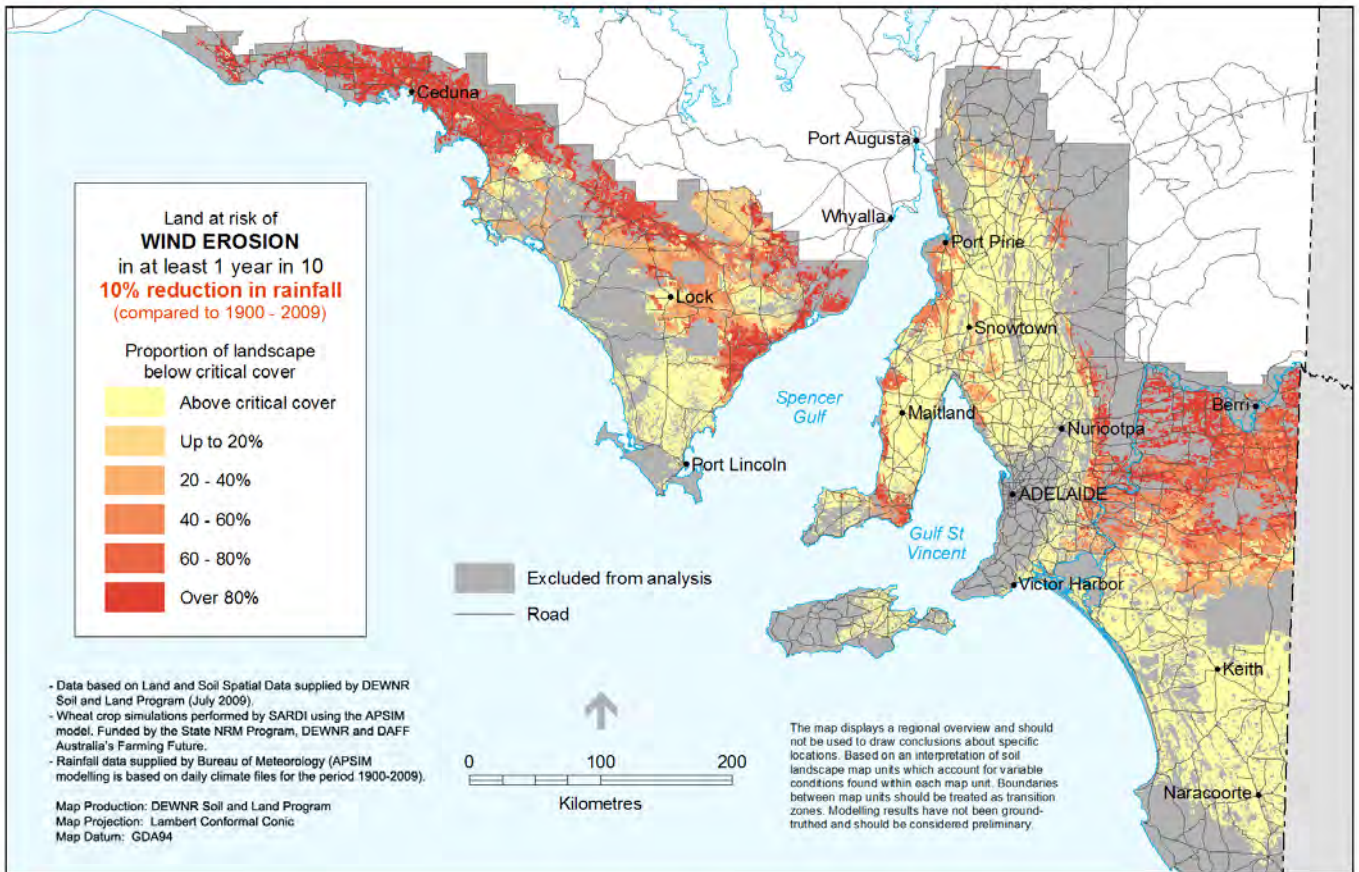 Ceduna
Port Augusta
Whyalla
Port Pirie
Lock
Snowtown
Spencer
Gulf
Maitland
Berri
Nuriootpa
Port Lincoln
ADELAIDE
Gulf St
Vincent
Victor Harbor
Keith
Naracoorte
Land at risk of
WIND EROSION
in at least 1 year in 10
10% reduction in rainfall
(compared to 1900 - 2009)
Proportion of landscape
below critical cover
Above critical cover
Up to 20%
20 - 40%
40 - 60%
60 - 80%
Over 80%
Excluded from analysis
Road
0
100
200
Kilometres
- Data based on Land and Soil Spatial Data supplied by DEWNR
Soil and Land Program (July 2009).
- Wheat crop simulations performed by SARDI using the APSIM
model. Funded by the State NRM Program, DEWNR and DAFF
Australia's Farming Future.
- Rainfall data supplied by Bureau of Meteorology (APSIM
modelling is based on daily climate files for the period 1900-2009).
Map Production: DEWNR Soil and Land Program
Map Projection: Lambert Conformal Conic
Map Datum: GDA94
The map displays a regional overview and should
not be used to draw conclusions about specific
locations. Based on an interpretation of soil
landscape map units which account for variable
conditions found within each map unit. Boundaries
between map units should be treated as transition
zones. Modelling results have not been ground-
truthed and should be considered preliminary.